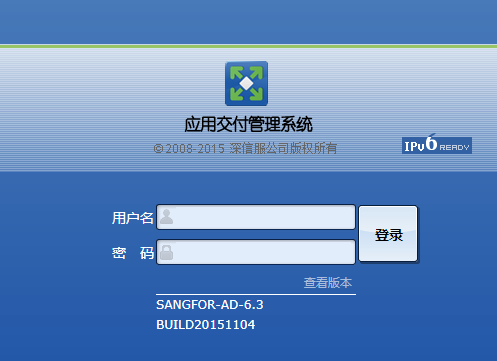 应用交付管理系统
©2008-2015 深信服公司版权所有
IPv6 READY
用户名
密 码
登录
查看版本
SANGFOR-AD-6.3
BUILD20151104